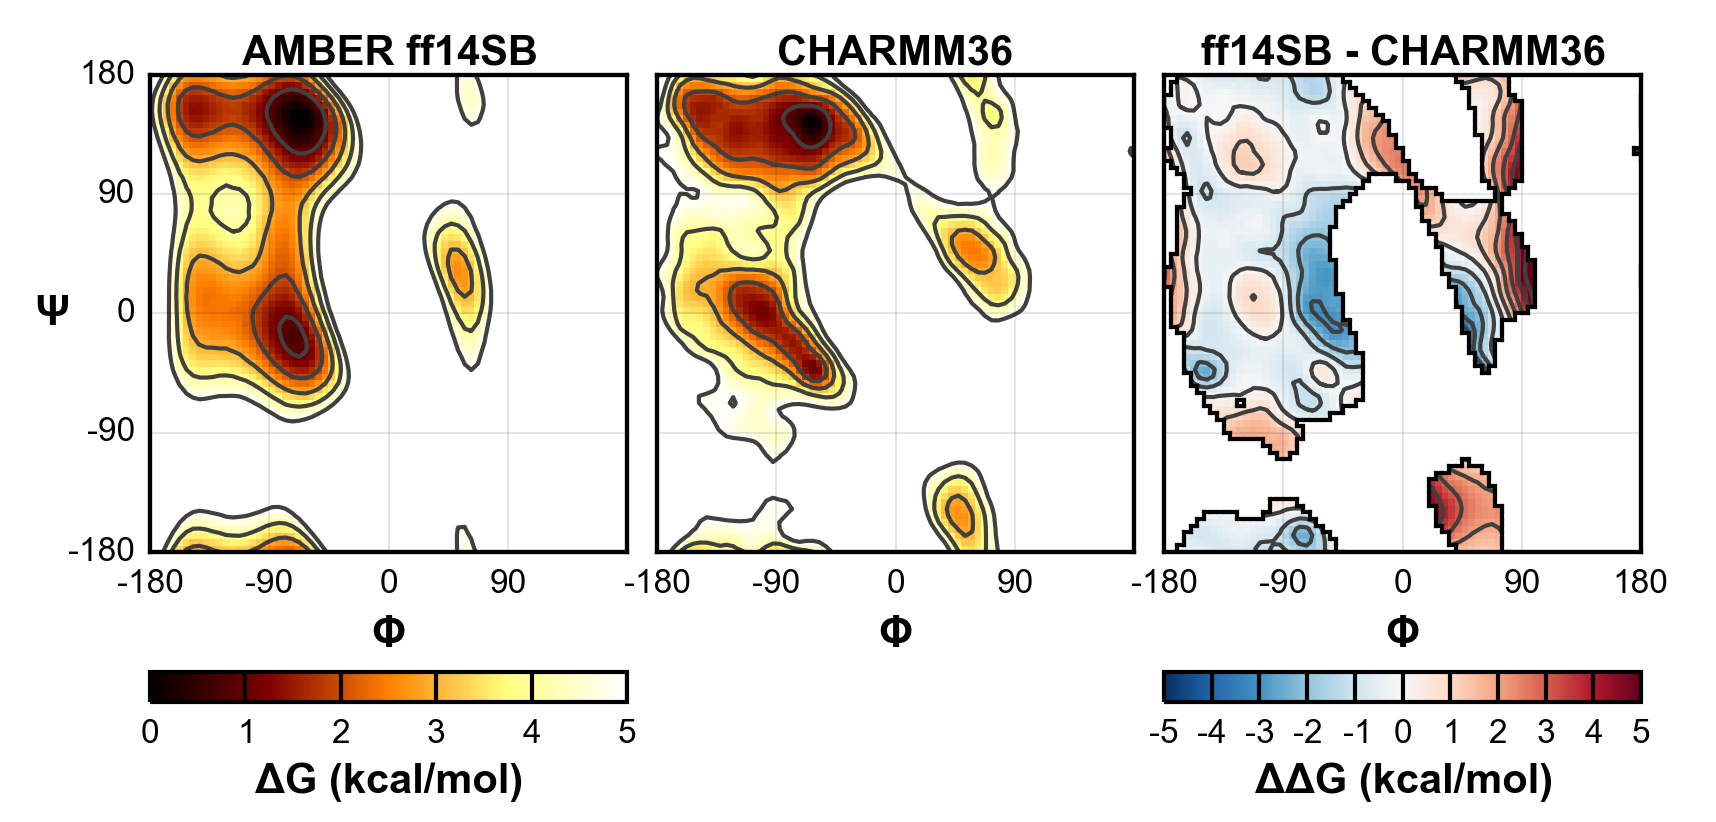 AMBER ff14SB
CHARMM36
ff14SB - CHARMM36
180
90
0
-90
-180
Ψ
-180 -90 0 90
-180 -90 0 90
-180 -90 0 90 180
Φ
Φ
Φ
0 1 2 3 4 5
ΔG (kcal/mol)
-5 -4 -3 -2 -1 0 1 2 3 4 5
ΔΔG (kcal/mol)